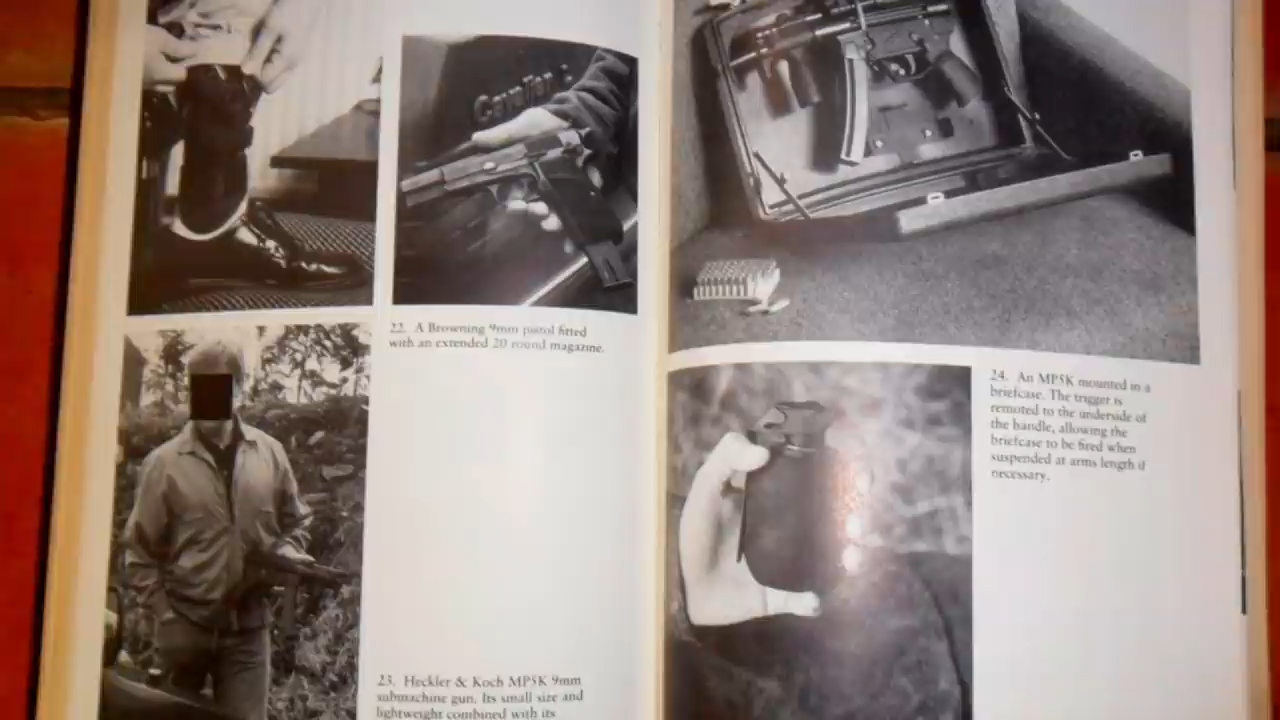 Cavalier
22. A Browning 9mm pistol fitted
with an extended 20 round magazine.
23. Heckler & Koch MP5K 9mm
submachine gun. Its small size and
lightweight combined with its
24. An MP5K mounted in a
briefcase. The trigger is
remoted to the underside of
the handle, allowing the
briefcase to be fired when
suspended at arms length if
necessary.